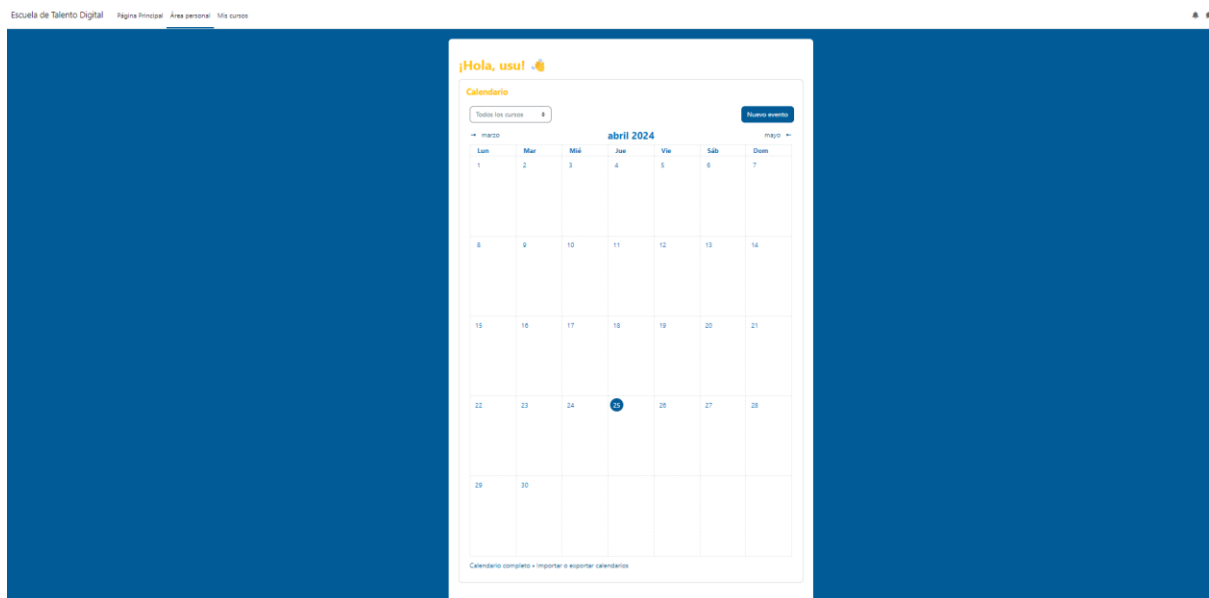 Escuela de Talento Digital Página Principal Área personal Mis cursos
¡Hola, usu!
Calendario
Todos los cursos Nuevo evento
marzo abril 2024 mayo
Lun Mar Mié Jue Vie Sáb Dom
1 2 3 4 5 6 7
8 9 10 11 12 13 14
15 16 17 18 19 20 21
22 23 24 25 26 27 28
29 30
Calendario completo • Importar o exportar calendarios